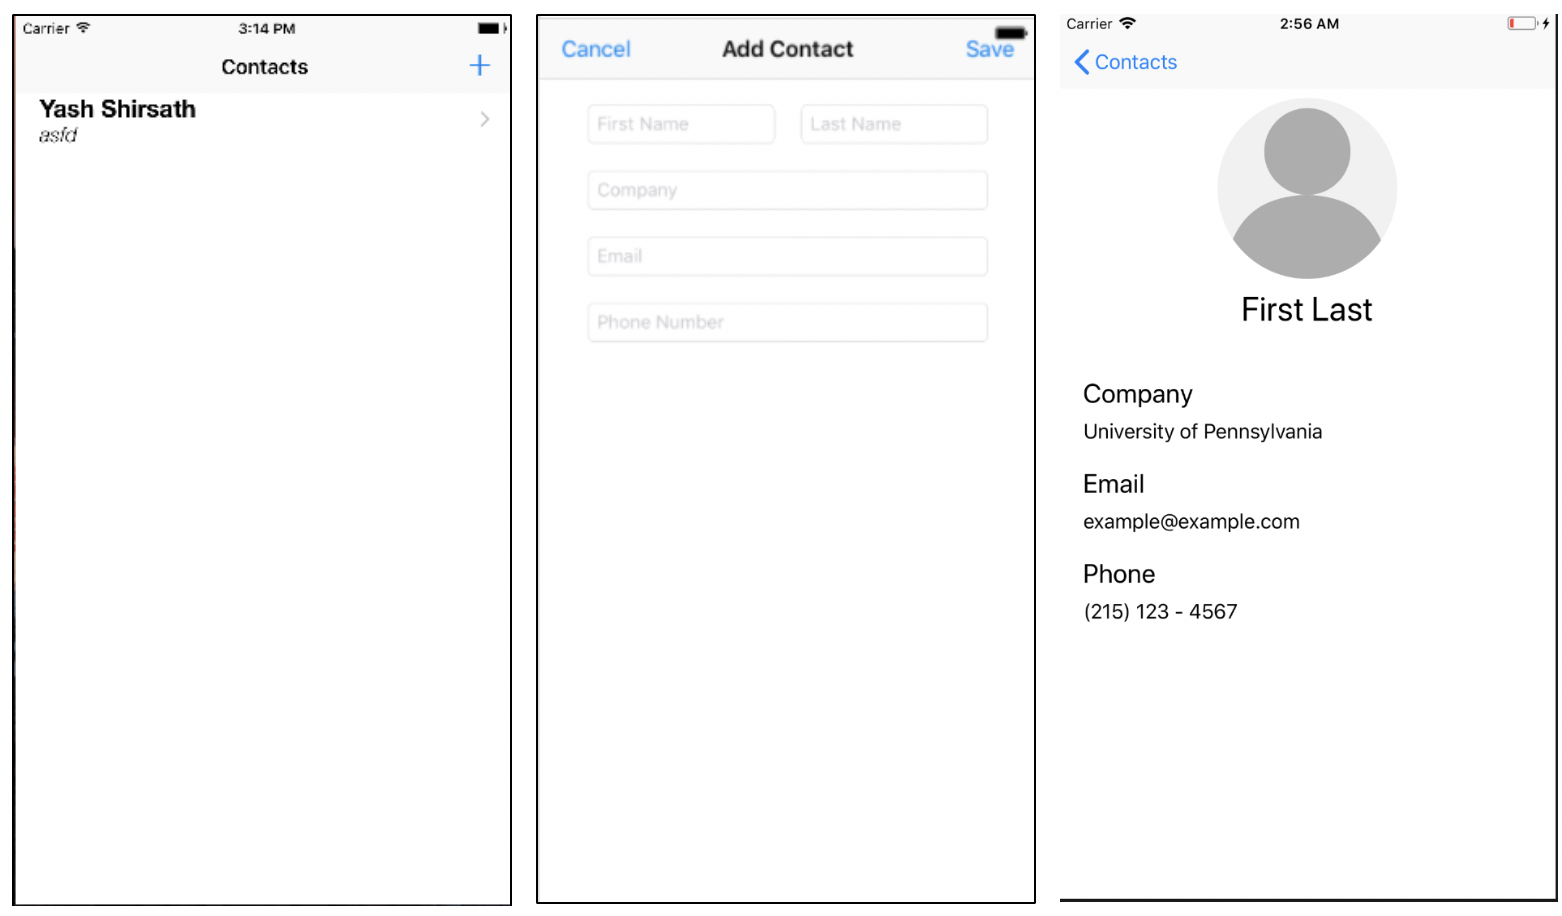 Carrier 3:14 PM
Contacts +
Yash Shirsath
asfd
Cancel Add Contact Save
First Name Last Name
Company
Email
Phone Number
Carrier 2:56 AM
Contacts
First Last
Company
University of Pennsylvania
Email
example@example.com
Phone
(215) 123 - 4567